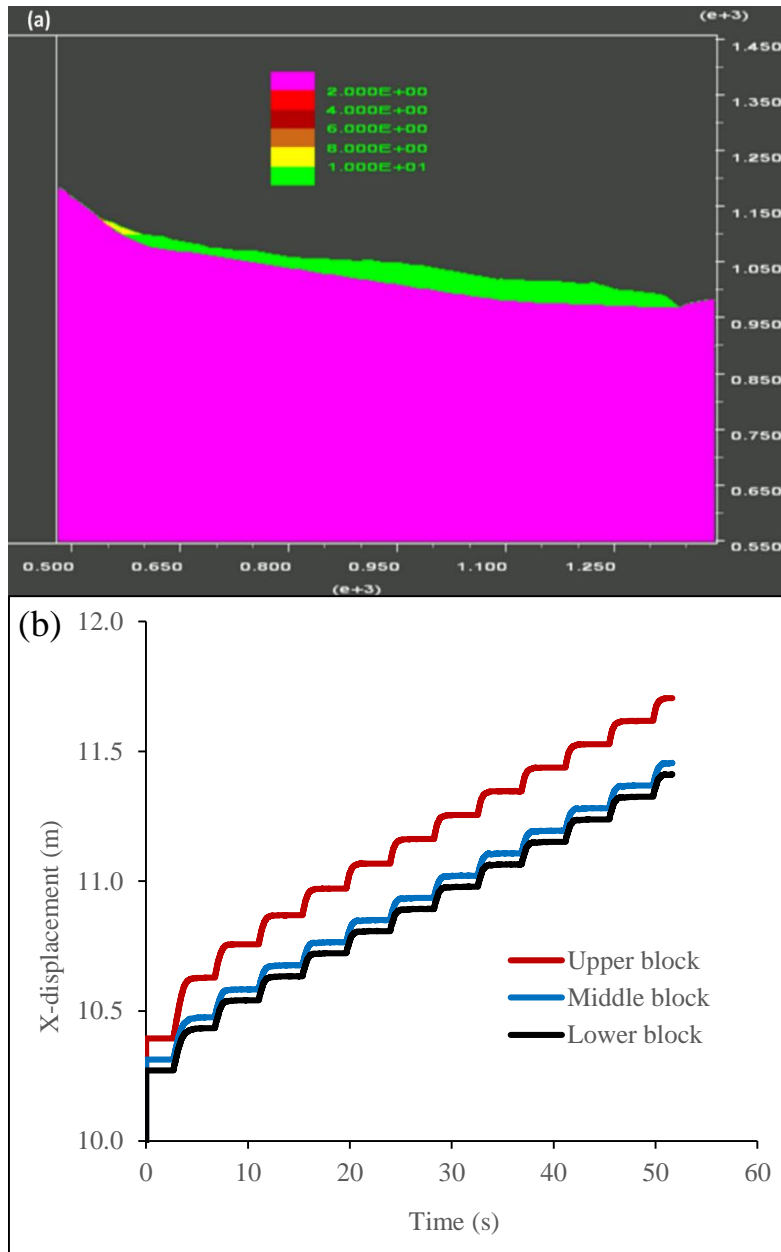 (a)
(e+3)
1.450
1.350
2.000E+00
4.000E+00
6.000E+00
8.000E+00
1.000E+01
1.250
1.150
1.050
0.950
0.850
0.750
0.650
0.550
0.500 0.650 0.800 0.950 1.100 1.250
(e+3)
(b)
12.0
11.5
11.0
10.5
10.0
X-displacement (m)
Upper block
Middle block
Lower block
0 10 20 30 40 50 60
Time (s)